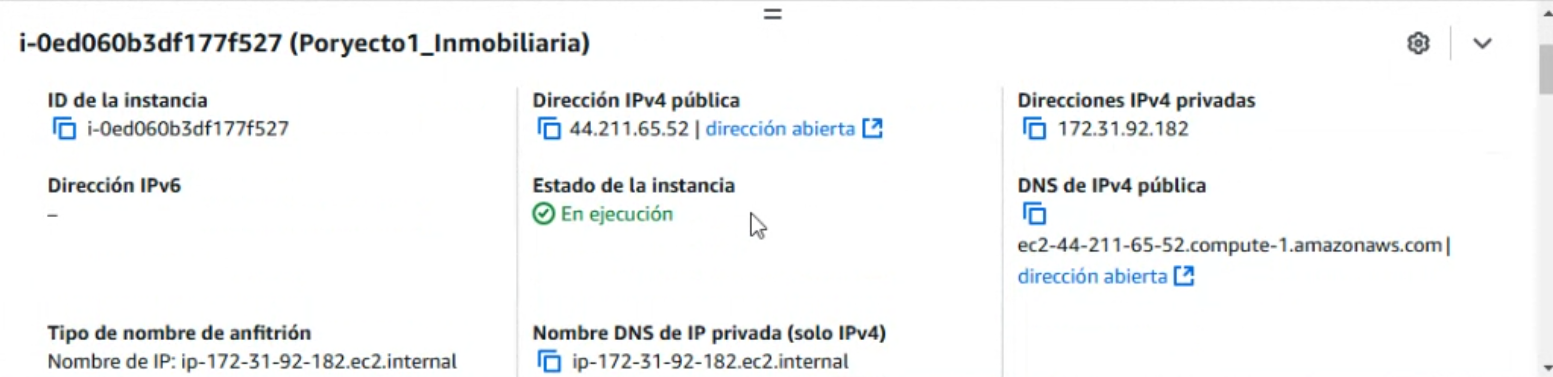 i-0ed060b3df177f527 (Poryecto1_Inmobiliaria)
ID de la instancia
i-0ed060b3df177f527
Dirección IPv4 pública
44.211.65.52 | dirección abierta
Direcciones IPv4 privadas
172.31.92.182
Dirección IPv6
–
Estado de la instancia
En ejecución
DNS de IPv4 pública
ec2-44-211-65-52.compute-1.amazonaws.com |
dirección abierta
Tipo de nombre de anfitrión
Nombre de IP: ip-172-31-92-182.ec2.internal
Nombre DNS de IP privada (solo IPv4)
ip-172-31-92-182.ec2.internal